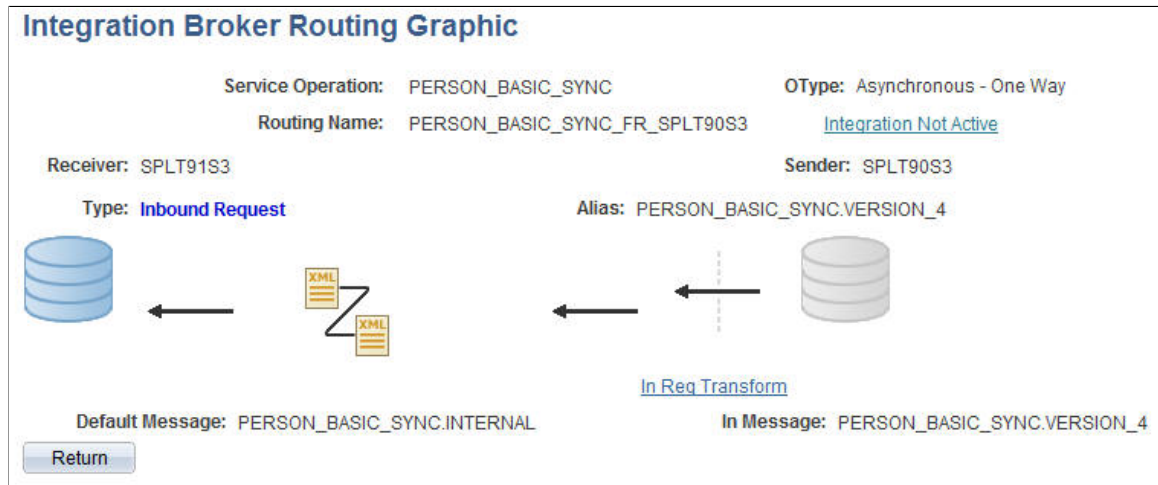 Integration Broker Routing Graphic
Service Operation: PERSON_BASIC_SYNC OType: Asynchronous - One Way
Routing Name: PERSON_BASIC_SYNC_FR_SPLT90S3 Integration Not Active
Receiver: SPLT91S3 Sender: SPLT90S3
Type: Inbound Request Alias: PERSON_BASIC_SYNC.VERSION_4
XML
XML
In Req Transform
Default Message: PERSON_BASIC_SYNC.INTERNAL In Message: PERSON_BASIC_SYNC.VERSION_4
Return